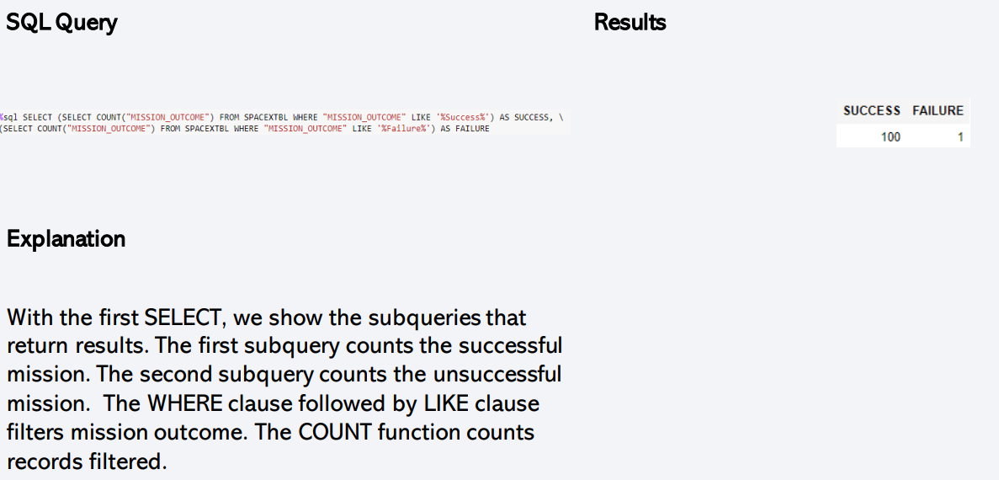 SQL Query
Results
%sql SELECT (SELECT COUNT("MISSION_OUTCOME") FROM SPACEXTBL WHERE "MISSION_OUTCOME" LIKE '%Success%') AS SUCCESS, \
(SELECT COUNT("MISSION_OUTCOME") FROM SPACEXTBL WHERE "MISSION_OUTCOME" LIKE '%Failure%') AS FAILURE
SUCCESS FAILURE
100 1
Explanation
With the first SELECT, we show the subqueries that
return results. The first subquery counts the successful
mission. The second subquery counts the unsuccessful
mission.  The WHERE clause followed by LIKE clause
filters mission outcome. The COUNT function counts
records filtered.